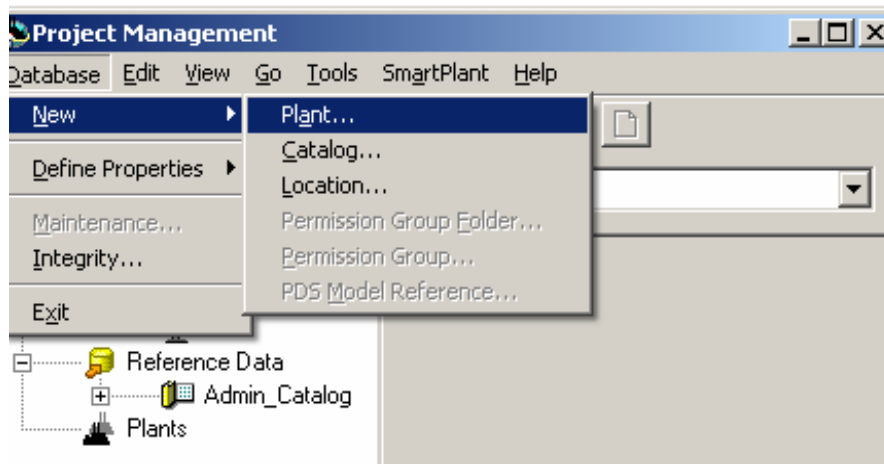 Project Management
Database Edit View Go Tools SmartPlant Help
New
Plant...
Catalog...
Location...
Permission Group Folder...
Permission Group...
PDS Model Reference...
Define Properties
Maintenance...
Integrity...
Exit
Reference Data
Admin_Catalog
Plants